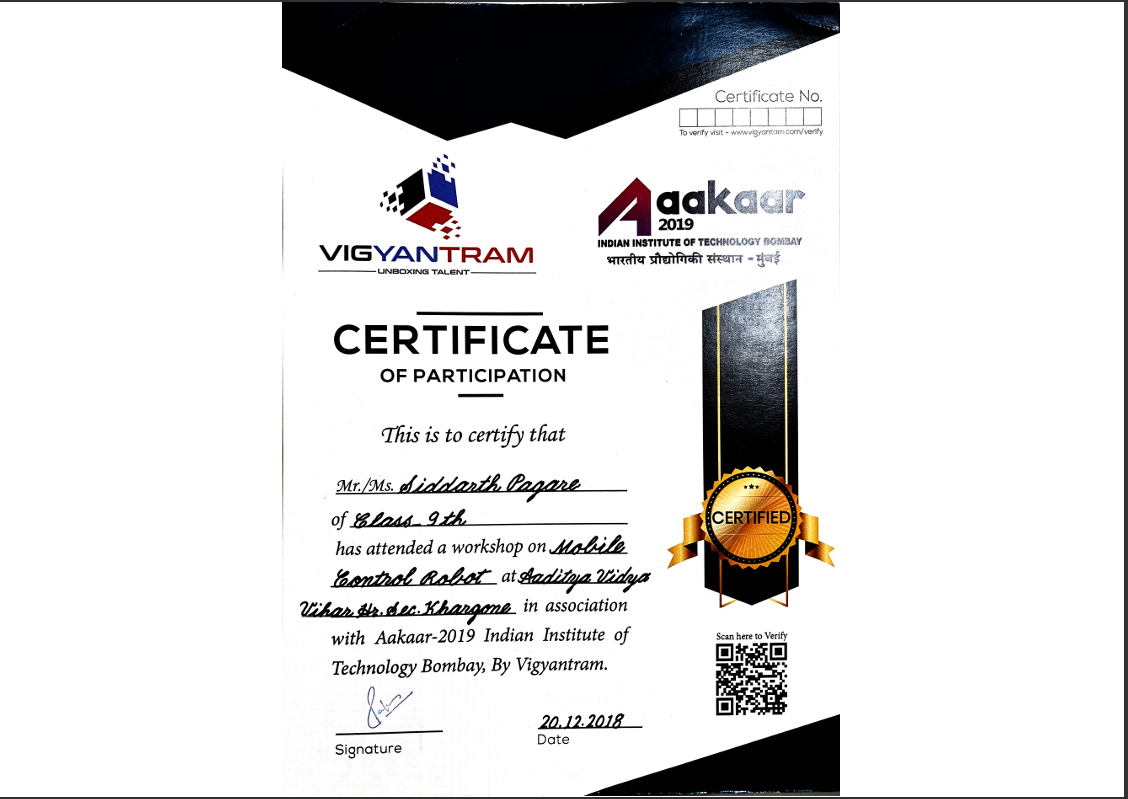 Certificate No.
To verify visit - www.vigyantam.com/verify
VIGYANTRAM
UNBOXING TALENT
Aakaar
2019
INDIAN INSTITUTE OF TECHNOLOGY BOMBAY
भारतीय प्रौद्योगिकी संस्थान - मुंबई
CERTIFICATE
OF PARTICIPATION
This is to certify that
Mr./Ms. Siddarth Pagare
of Class 9th
has attended a workshop on Mobile
Control Robot at Aaditya Vidya
Vihar Hr. Sec. Khargone in association
with Aakaar-2019 Indian Institute of
Technology Bombay, By Vigyantram.
CERTIFIED
Scan here to Verify
Signature
20.12.2018
Date